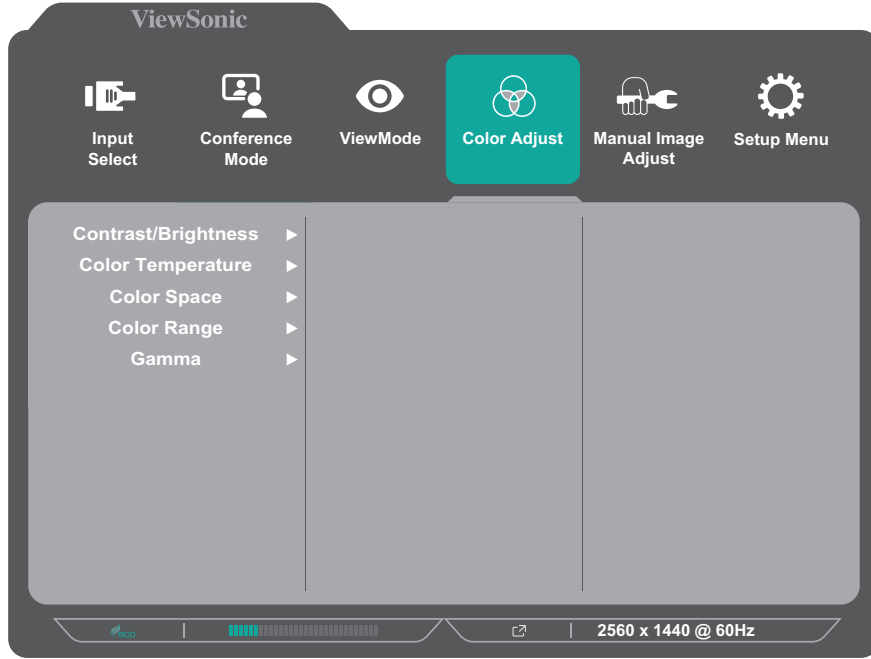 ViewSonic
Input
Select
Conference
Mode
ViewMode
Color Adjust
Manual Image
Adjust
Setup Menu
Contrast/Brightness
Color Temperature
Color Space
Color Range
Gamma
eco
2560 x 1440 @ 60Hz